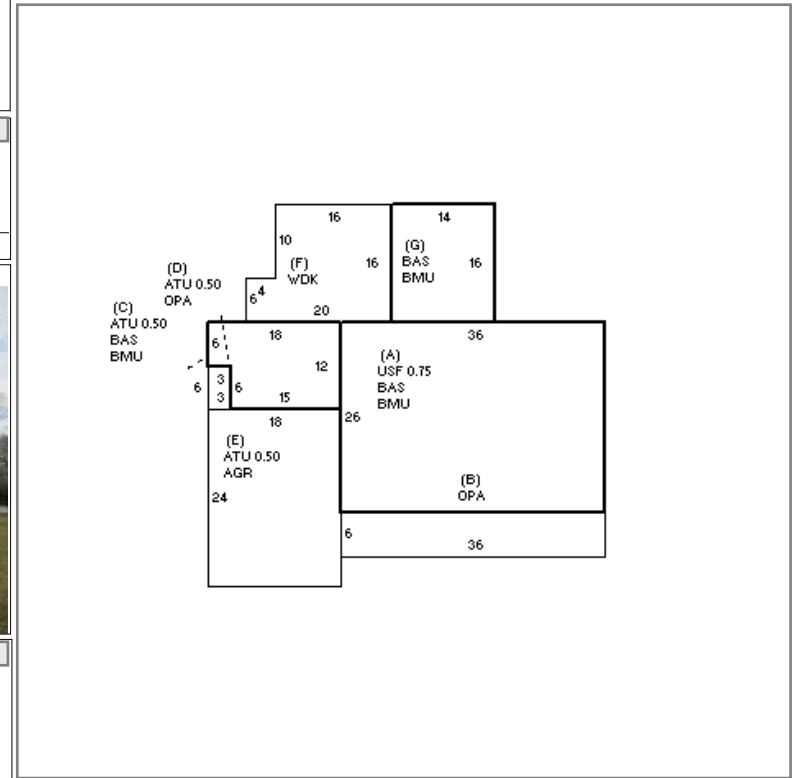 16
14
10
(F)
WDK
16
(G)
BAS
BMU
16
(D)
ATU 0.50
OPA
6
4
20
(C)
ATU 0.50
BAS
BMU
6
18
12
36
(A)
USF 0.75
BAS
BMU
6
3
3
6
15
26
18
(E)
ATU 0.50
AGR
24
(B)
OPA
6
36